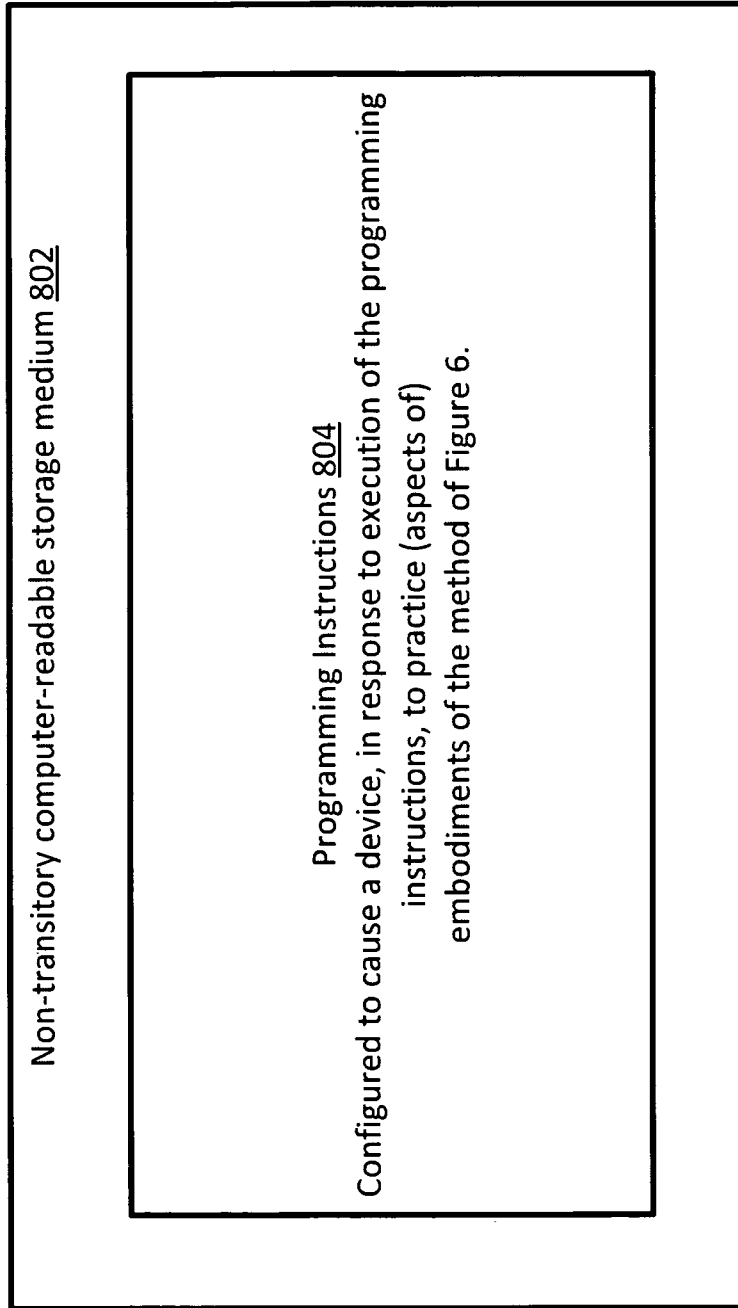 Non-transitory computer-readable storage medium 802
Programming Instructions 804
Configured to cause a device, in response to execution of the programming
instructions, to practice (aspects of)
embodiments of the method of Figure 6.